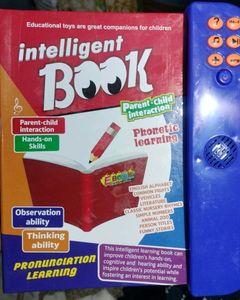 Educational toys are great companions for children
intelligent
BOOK
Parent-Child
interaction
Parent-child
interaction
Hands-on
Skills
Phonetic
learning
E-Book
ENGLISH ALPHABET
COMMON FRUITS
VEHICLES
LITERATURE
CLASSIC NURSERY RHYMES
SIMPLE NUMBERS
ANIMAL 2012
PERSON TITLES
FUNNY STORIES
Observation
ability
Thinking
ability
PRONUNCIATION
LEARNING
This intelligent learning book can
improve children's hands-on,
cognitive and hearing ability and
inspire children's potential while
fostering an interest in learning.